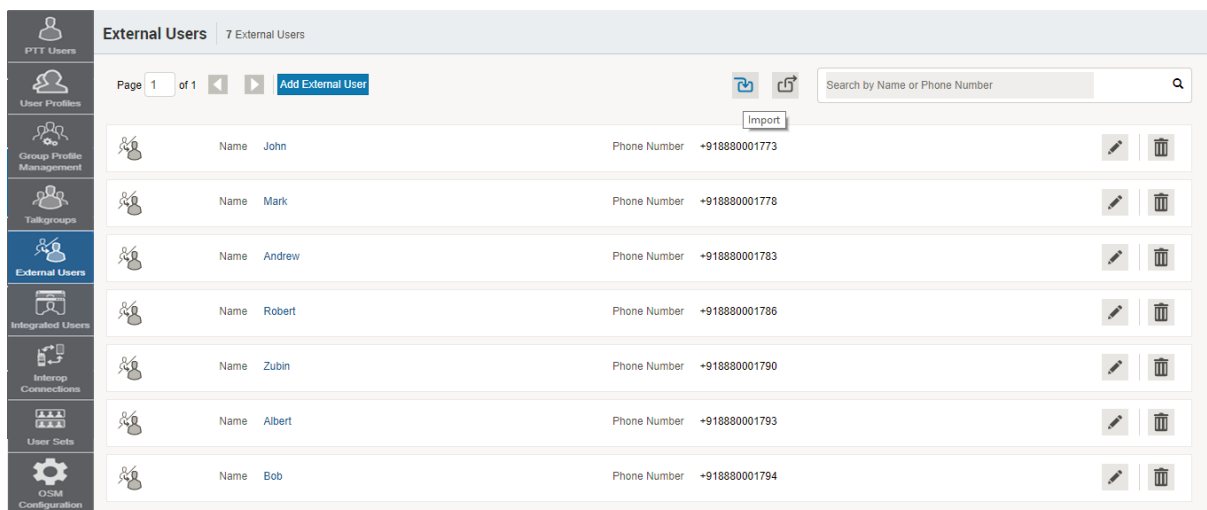 PTT Users
User Profiles
Group Profile
Management
Talkgroups
External Users
Integrated Users
Interop
Connections
User Sets
OSM
Configuration
External Users 7 External Users
Page 1 of 1 Add External User Search by Name or Phone Number
Import
Name John Phone Number +918880001773
Name Mark Phone Number +918880001778
Name Andrew Phone Number +918880001783
Name Robert Phone Number +918880001786
Name Zubin Phone Number +918880001790
Name Albert Phone Number +918880001793
Name Bob Phone Number +918880001794